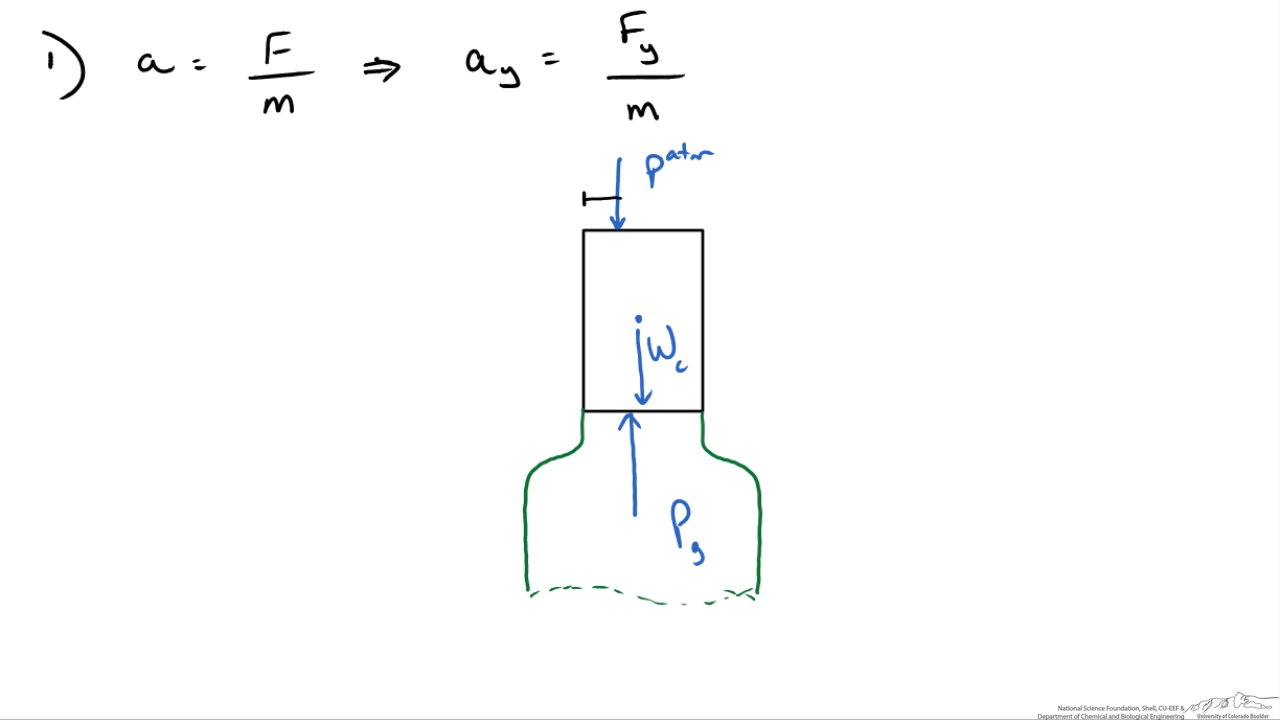 1) a = F/m ⇒ a_y = F_y/m
P^atm
W_c
P_g
National Science Foundation, Shell, CU-EEF &
Department of Chemical and Biological Engineering
University of Colorado Boulder